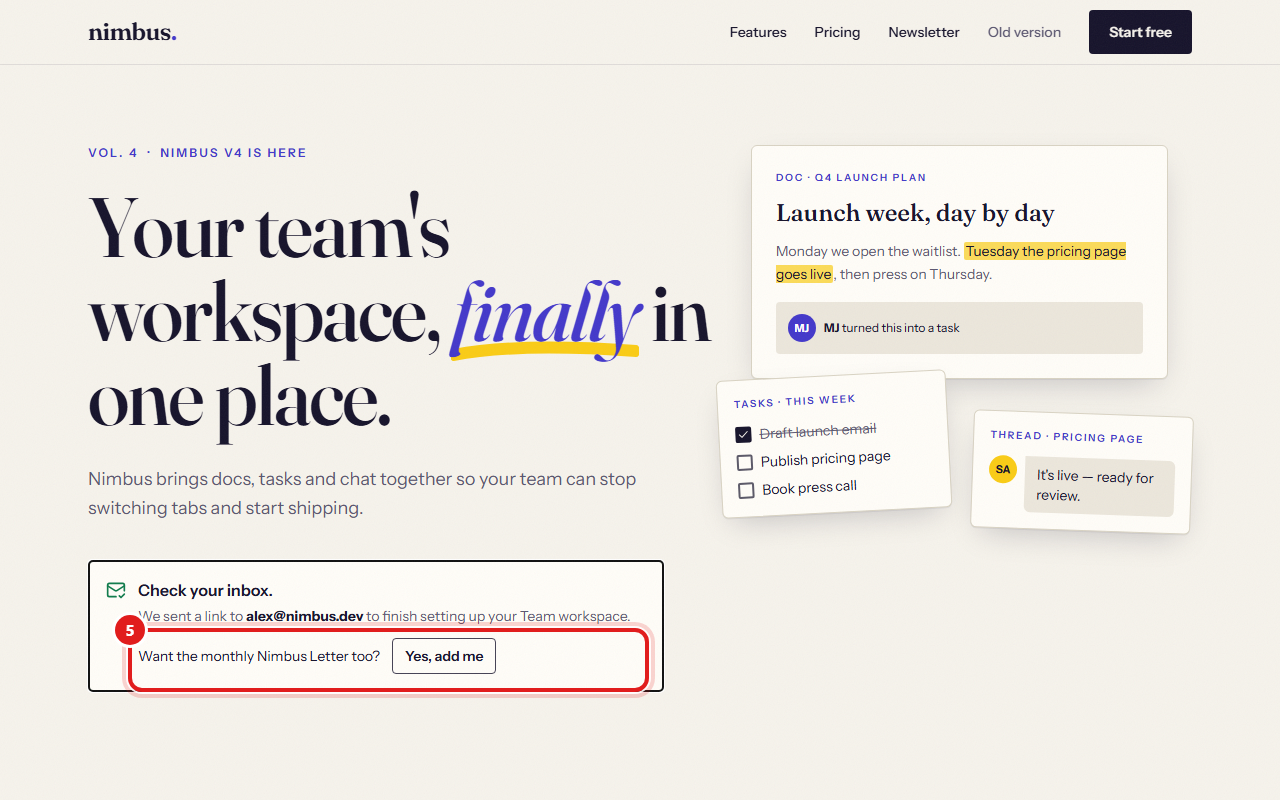 nimbus.
Features
Pricing
Newsletter
Old version
Start free
VOL. 4 · NIMBUS V4 IS HERE
Your team's
workspace, finally in
one place.
Nimbus brings docs, tasks and chat together so your team can stop
switching tabs and start shipping.
Check your inbox.
We sent a link to alex@nimbus.dev to finish setting up your Team workspace.
5
Want the monthly Nimbus Letter too?
Yes, add me
DOC · Q4 LAUNCH PLAN
Launch week, day by day
Monday we open the waitlist. Tuesday the pricing page
goes live, then press on Thursday.
MJ
MJ turned this into a task
TASKS · THIS WEEK
Draft launch email
Publish pricing page
Book press call
THREAD · PRICING PAGE
SA
It's live — ready for
review.